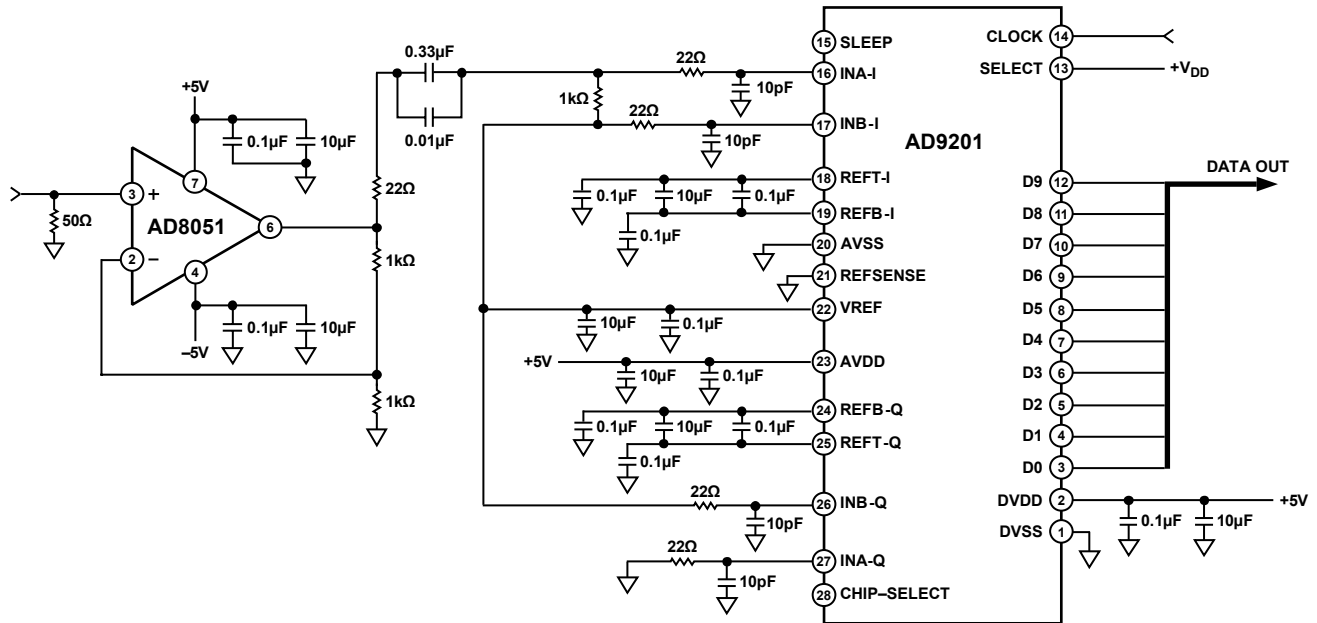 +5V
0.1µF
10µF
3
+
7
AD8051
6
50Ω
2
–
4
0.1µF
10µF
–5V
22Ω
1kΩ
1kΩ
0.33µF
0.01µF
22Ω
10pF
1kΩ
22Ω
10pF
0.1µF
10µF
0.1µF
0.1µF
10µF
0.1µF
+5V
10µF
0.1µF
0.1µF
10µF
0.1µF
0.1µF
22Ω
10pF
22Ω
10pF
AD9201
15 SLEEP
16 INA-I
17 INB-I
18 REFT-I
19 REFB-I
20 AVSS
21 REFSENSE
22 VREF
23 AVDD
24 REFB-Q
25 REFT-Q
26 INB-Q
27 INA-Q
28 CHIP–SELECT
CLOCK 14
SELECT 13
+VDD
DATA OUT
D9 12
D8 11
D7 10
D6 9
D5 8
D4 7
D3 6
D2 5
D1 4
D0 3
DVDD 2
+5V
DVSS 1
0.1µF
10µF